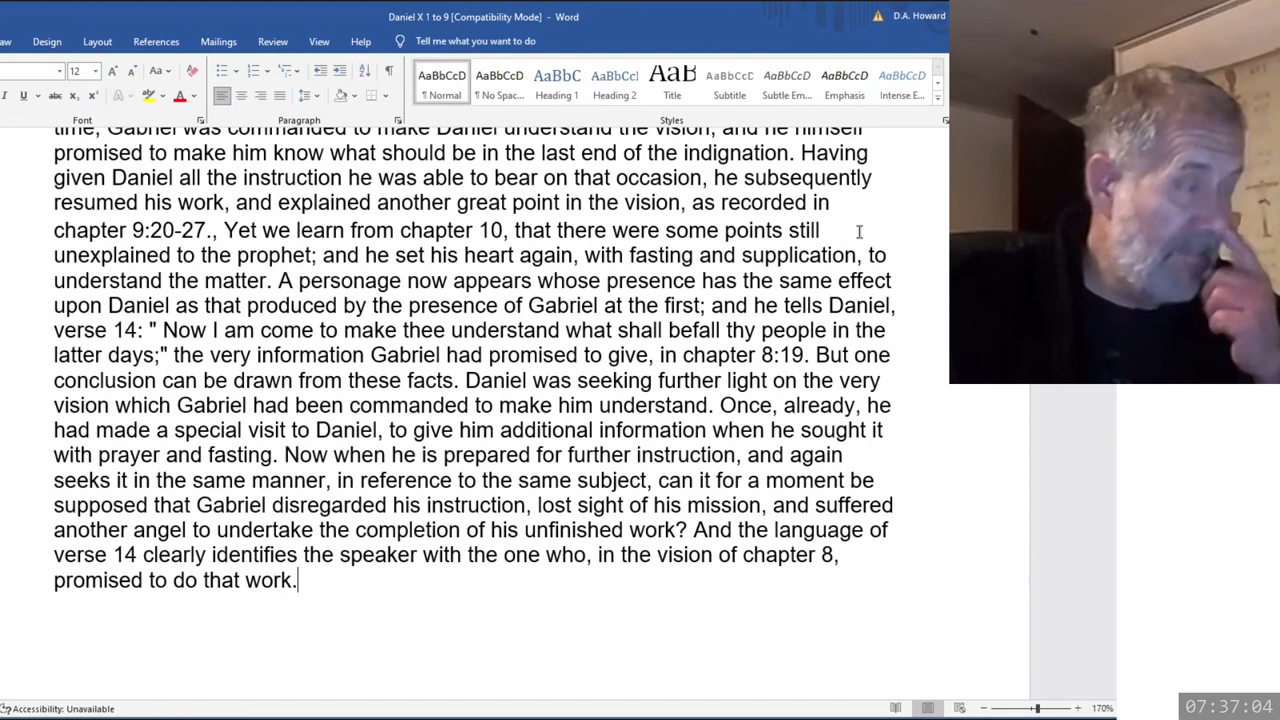 Daniel X 1 to 9 [Compatibility Mode] - Word
D.A. Howard
aw Design Layout References Mailings Review View Help Tell me what you want to do
12 Aa
AaBbCcD AaBbCcD AaBbC AaBbCcl AaB AaBbCcD AaBbCcD AaBbCcD AaBbCcD
¶ Normal ¶ No Spac... Heading 1 Heading 2 Title Subtitle Subtle Em... Emphasis Intense E...
Font Paragraph Styles
time, Gabriel was commanded to make Daniel understand the vision, and he himself
promised to make him know what should be in the last end of the indignation. Having
given Daniel all the instruction he was able to bear on that occasion, he subsequently
resumed his work, and explained another great point in the vision, as recorded in
chapter 9:20-27., Yet we learn from chapter 10, that there were some points still
unexplained to the prophet; and he set his heart again, with fasting and supplication, to
understand the matter. A personage now appears whose presence has the same effect
upon Daniel as that produced by the presence of Gabriel at the first; and he tells Daniel,
verse 14: " Now I am come to make thee understand what shall befall thy people in the
latter days;" the very information Gabriel had promised to give, in chapter 8:19. But one
conclusion can be drawn from these facts. Daniel was seeking further light on the very
vision which Gabriel had been commanded to make him understand. Once, already, he
had made a special visit to Daniel, to give him additional information when he sought it
with prayer and fasting. Now when he is prepared for further instruction, and again
seeks it in the same manner, in reference to the same subject, can it for a moment be
supposed that Gabriel disregarded his instruction, lost sight of his mission, and suffered
another angel to undertake the completion of his unfinished work? And the language of
verse 14 clearly identifies the speaker with the one who, in the vision of chapter 8,
promised to do that work.
Accessibility: Unavailable
170%
07:37:04